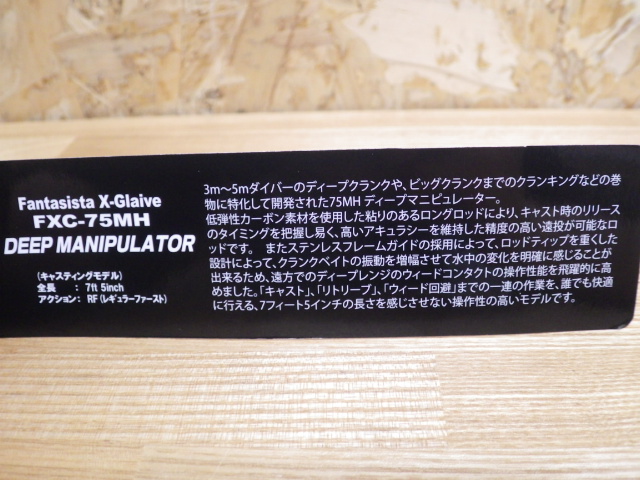 Fantasista X-Glaive
FXC-75MH
DEEP MANIPULATOR
(キャスティングモデル)
全長 : 7ft 5inch
アクション: RF(レギュラーファースト)
3m〜5mダイバーのディープクランクや、ビッグクランクまでのクランキングなどの巻
物に特化して開発された75MH ディープマニピュレーター。
低弾性カーボン素材を使用した粘りのあるロングロッドにより、キャスト時のリリース
のタイミングを把握し易く、高いアキュラシーを維持した精度の高い遠投が可能なロ
ッドです。 またステンレスフレームガイドの採用によって、ロッドティップを重くした
設計によって、クランクベイトの振動を増幅させて水中の変化を明確に感じることが
出来るため、遠方でのディープレンジのウィードコンタクトの操作性能を飛躍的に高
めました。「キャスト」、「リトリーブ」、「ウィード回避」までの一連の作業を、誰でも快適
に行える、7フィート5インチの長さを感じさせない操作性の高いモデルです。